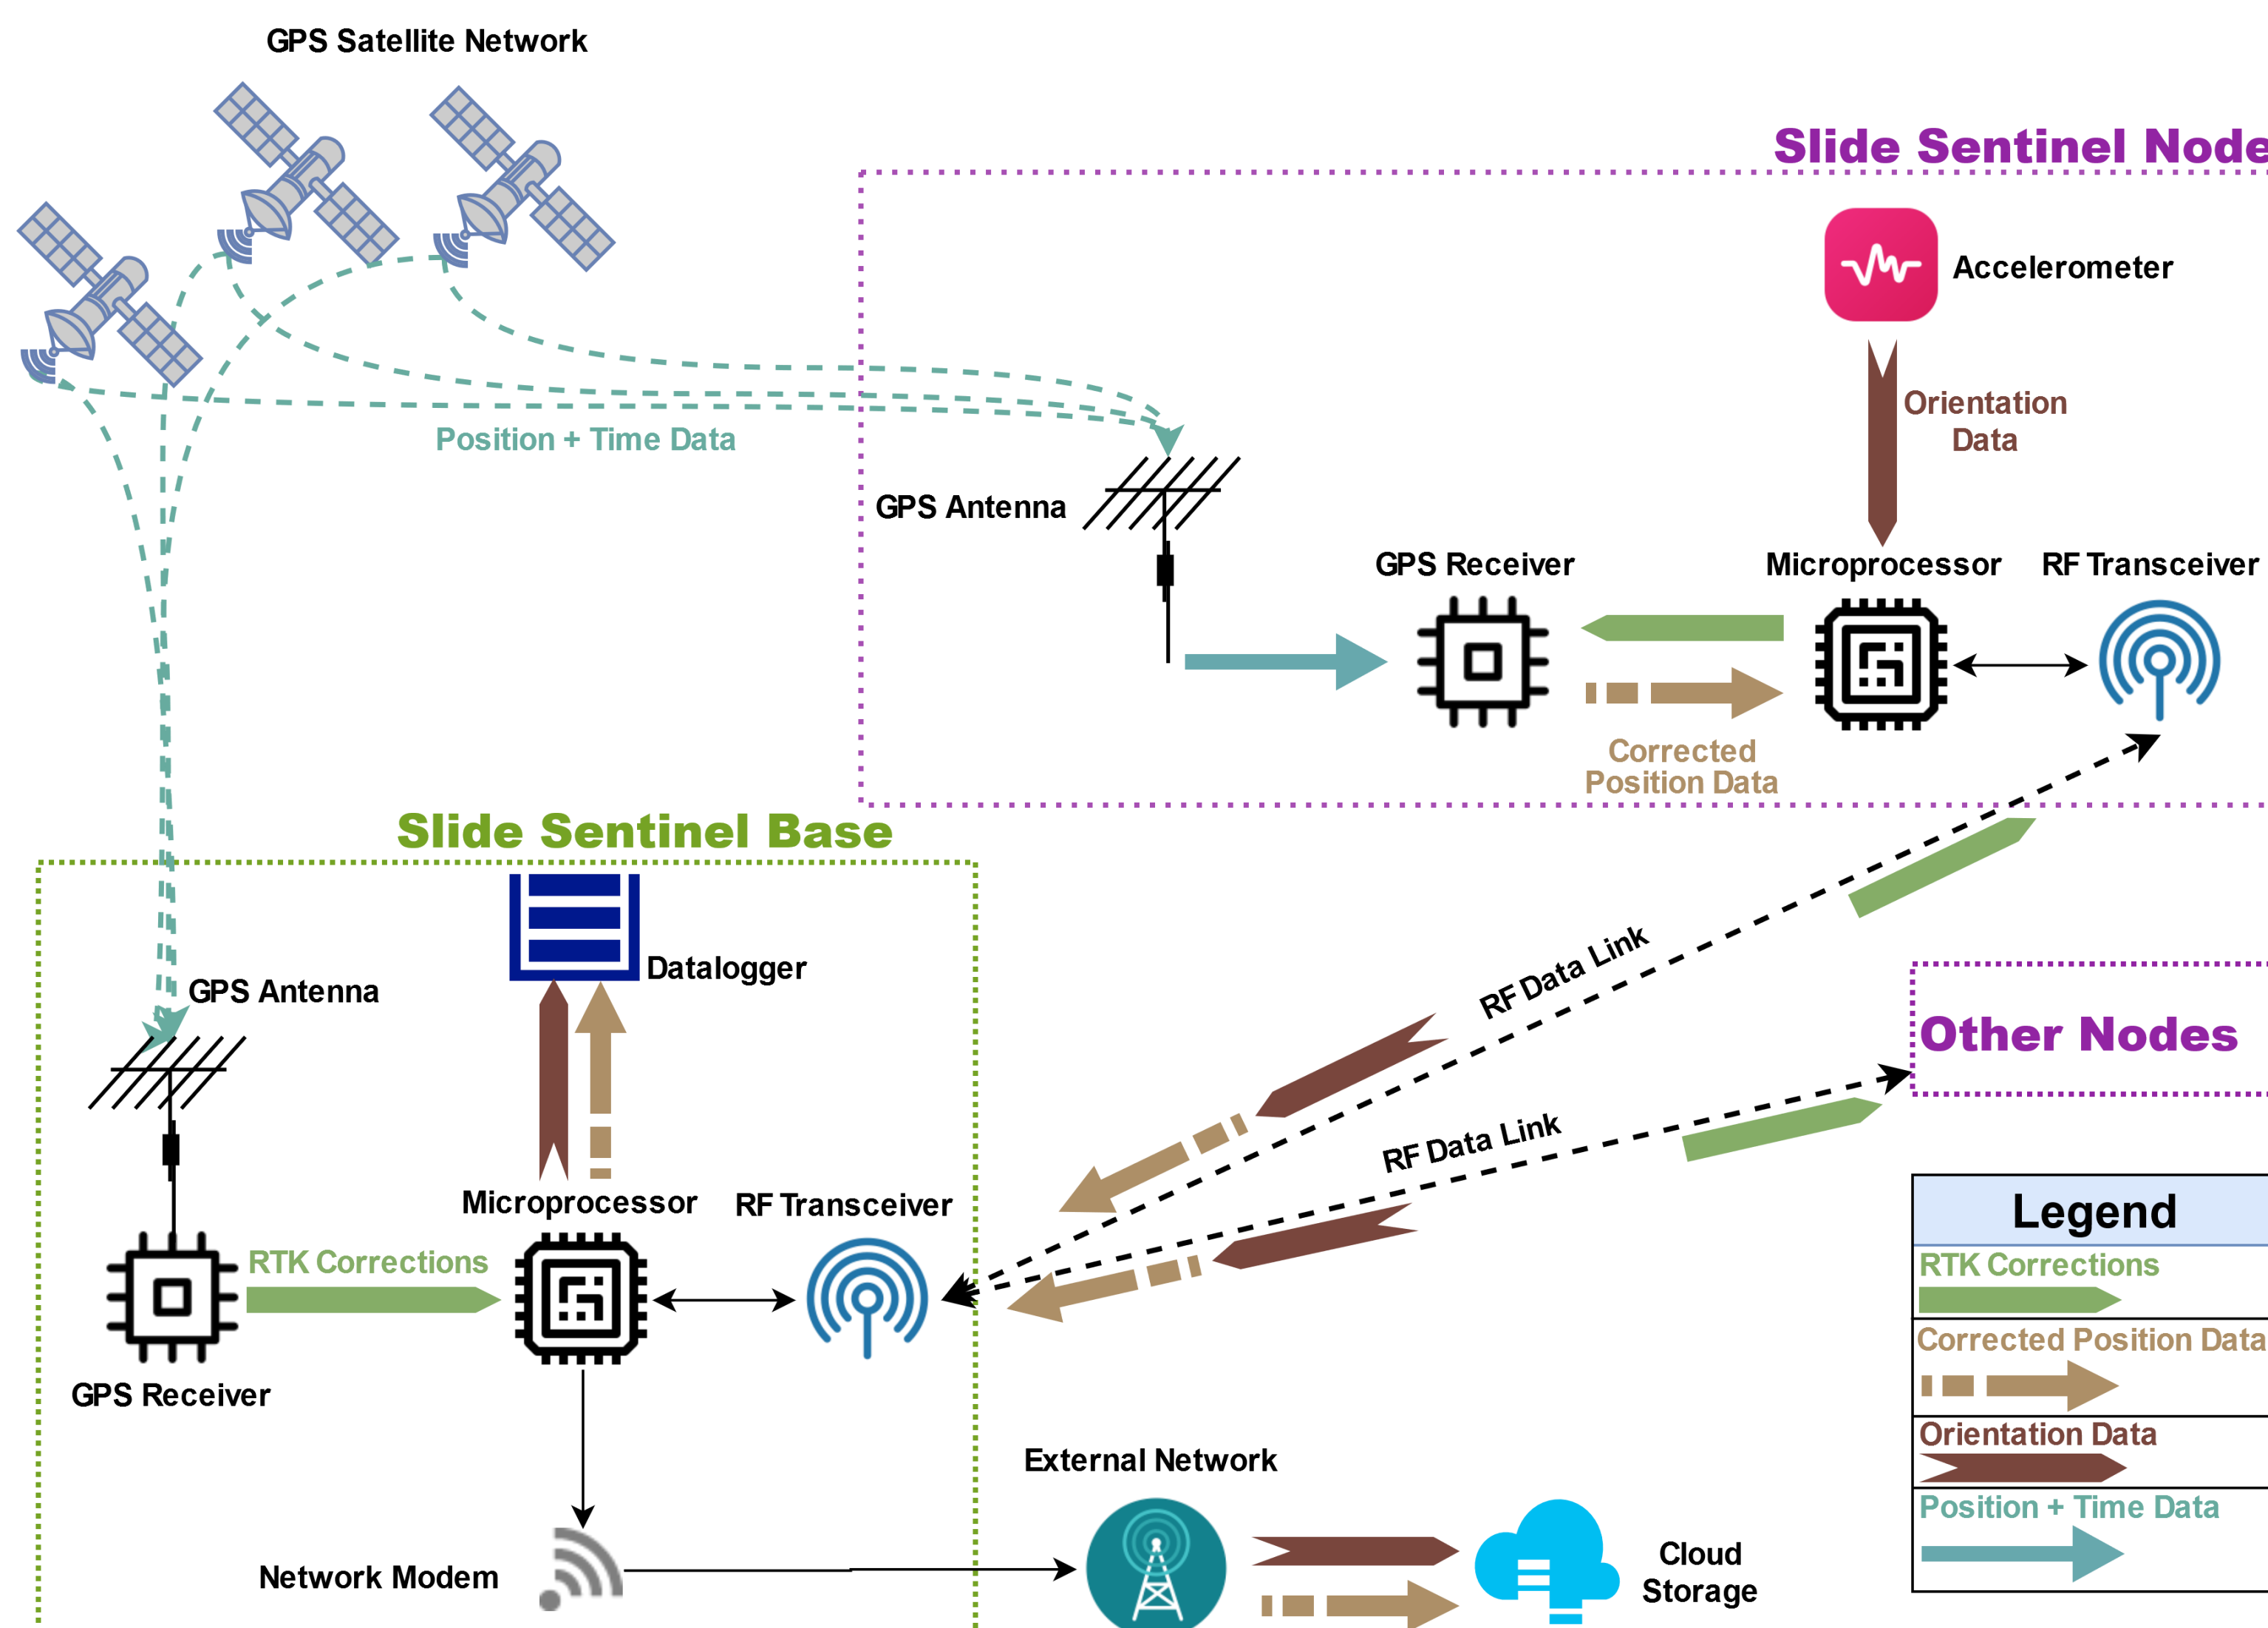 GPS Satellite Network
Slide Sentinel Node
Accelerometer
Orientation
Data
Position + Time Data
GPS Antenna
GPS Receiver
Microprocessor
RF Transceiver
Corrected
Position Data
Slide Sentinel Base
Datalogger
GPS Antenna
RF Data Link
Other Nodes
RF Data Link
Microprocessor
RF Transceiver
RTK Corrections
GPS Receiver
External Network
Network Modem
Cloud
Storage
Legend
RTK Corrections
Corrected Position Data
Orientation Data
Position + Time Data